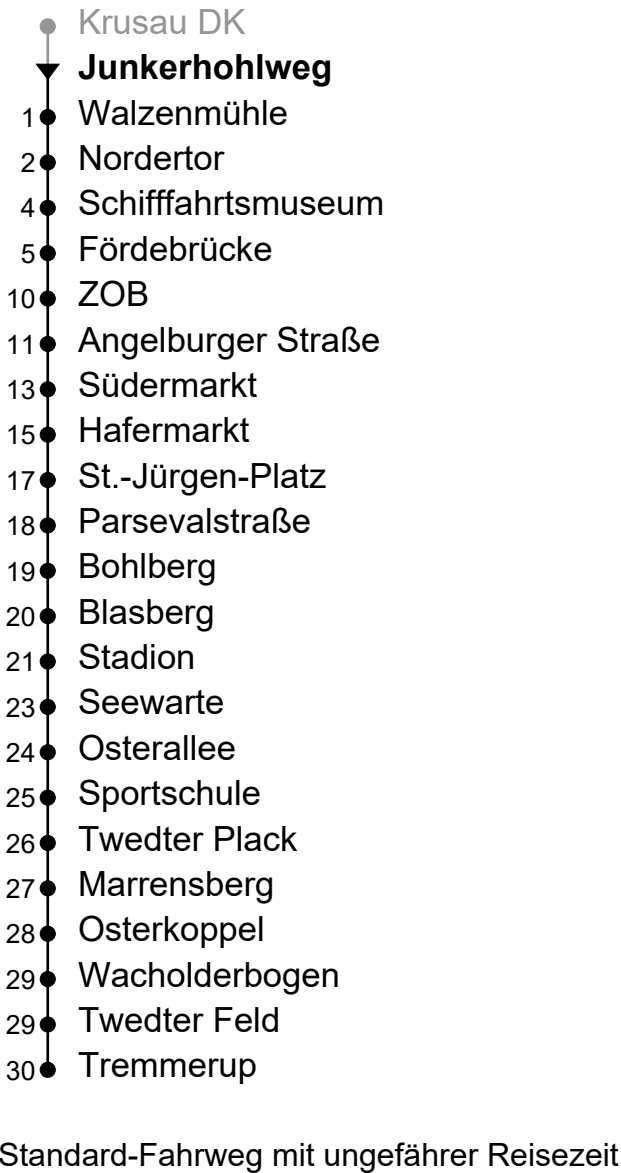 Krusau DK
Junkerhohlweg
1 Walzenmühle
2 Nordertor
4 Schifffahrtsmuseum
5 Fördebrücke
10 ZOB
11 Angelburger Straße
13 Südermarkt
15 Hafermarkt
17 St.-Jürgen-Platz
18 Parsevalstraße
19 Bohlberg
20 Blasberg
21 Stadion
23 Seewarte
24 Osterallee
25 Sportschule
26 Twedter Plack
27 Marrensberg
28 Osterkoppel
29 Wacholderbogen
29 Twedter Feld
30 Tremmerup
Standard-Fahrweg mit ungefährer Reisezeit